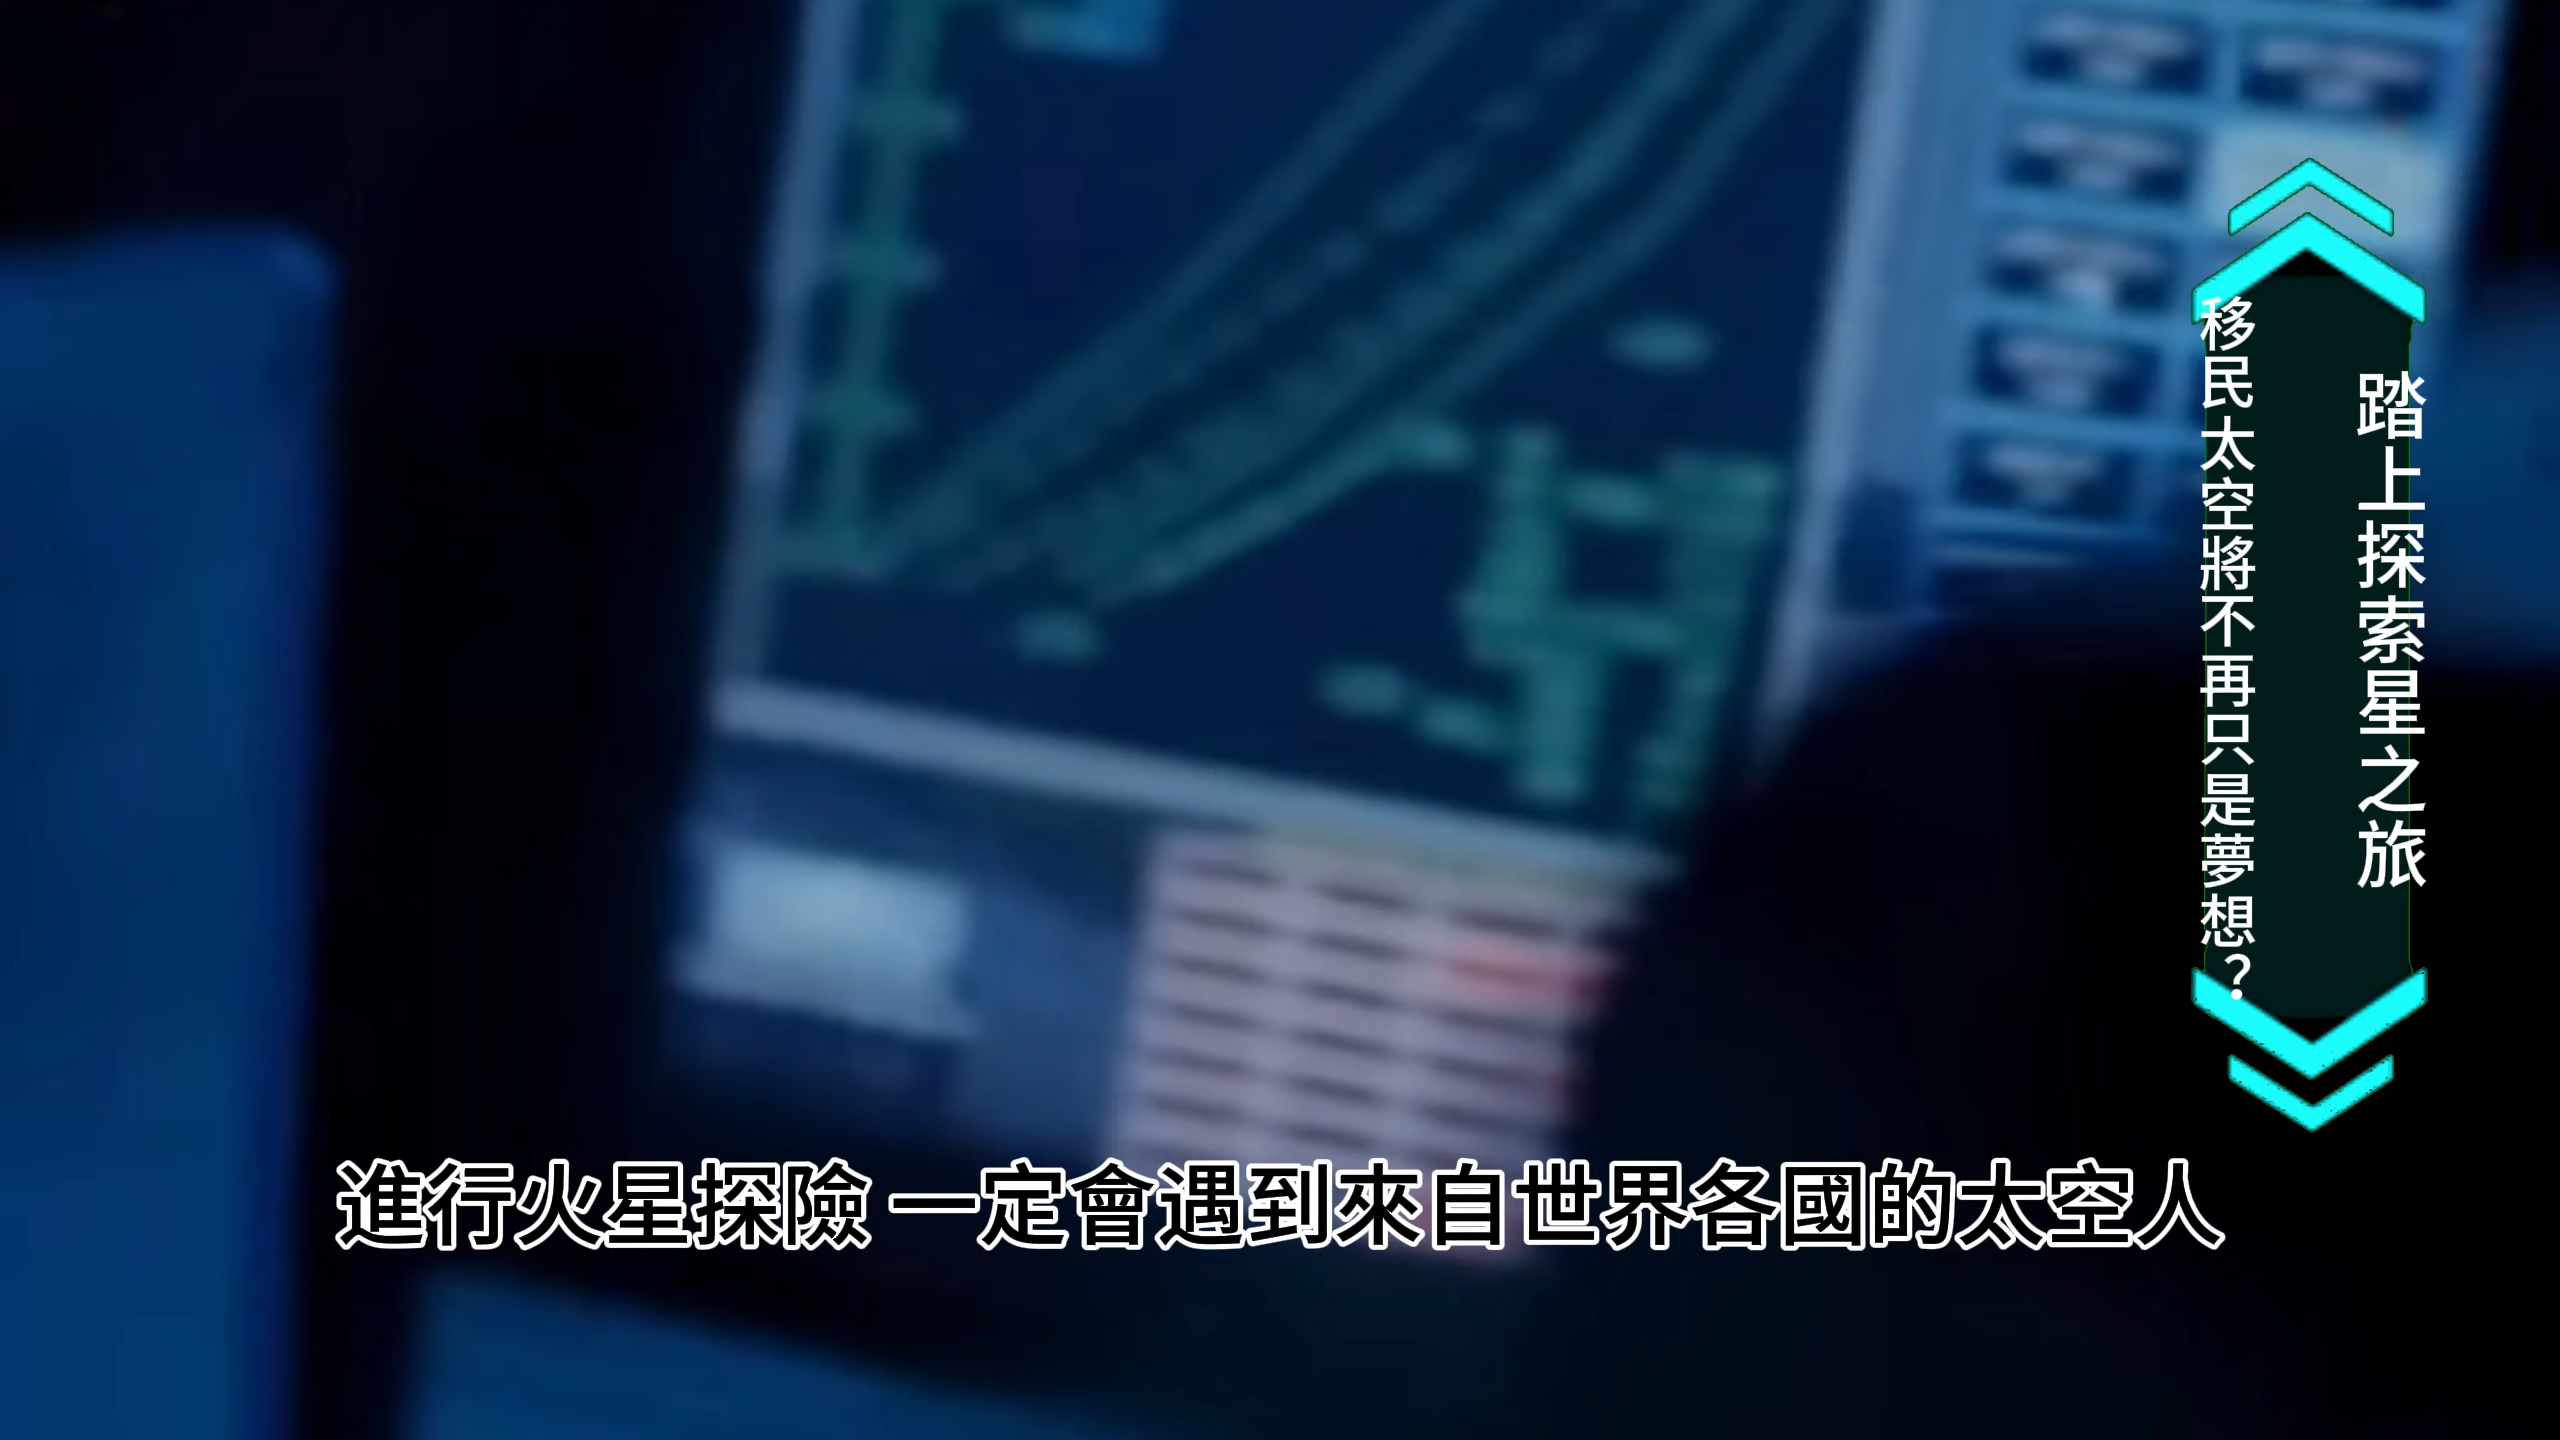 踏上探索星之旅
移民太空將不再只是夢想？
進行火星探險 一定會遇到來自世界各國的太空人